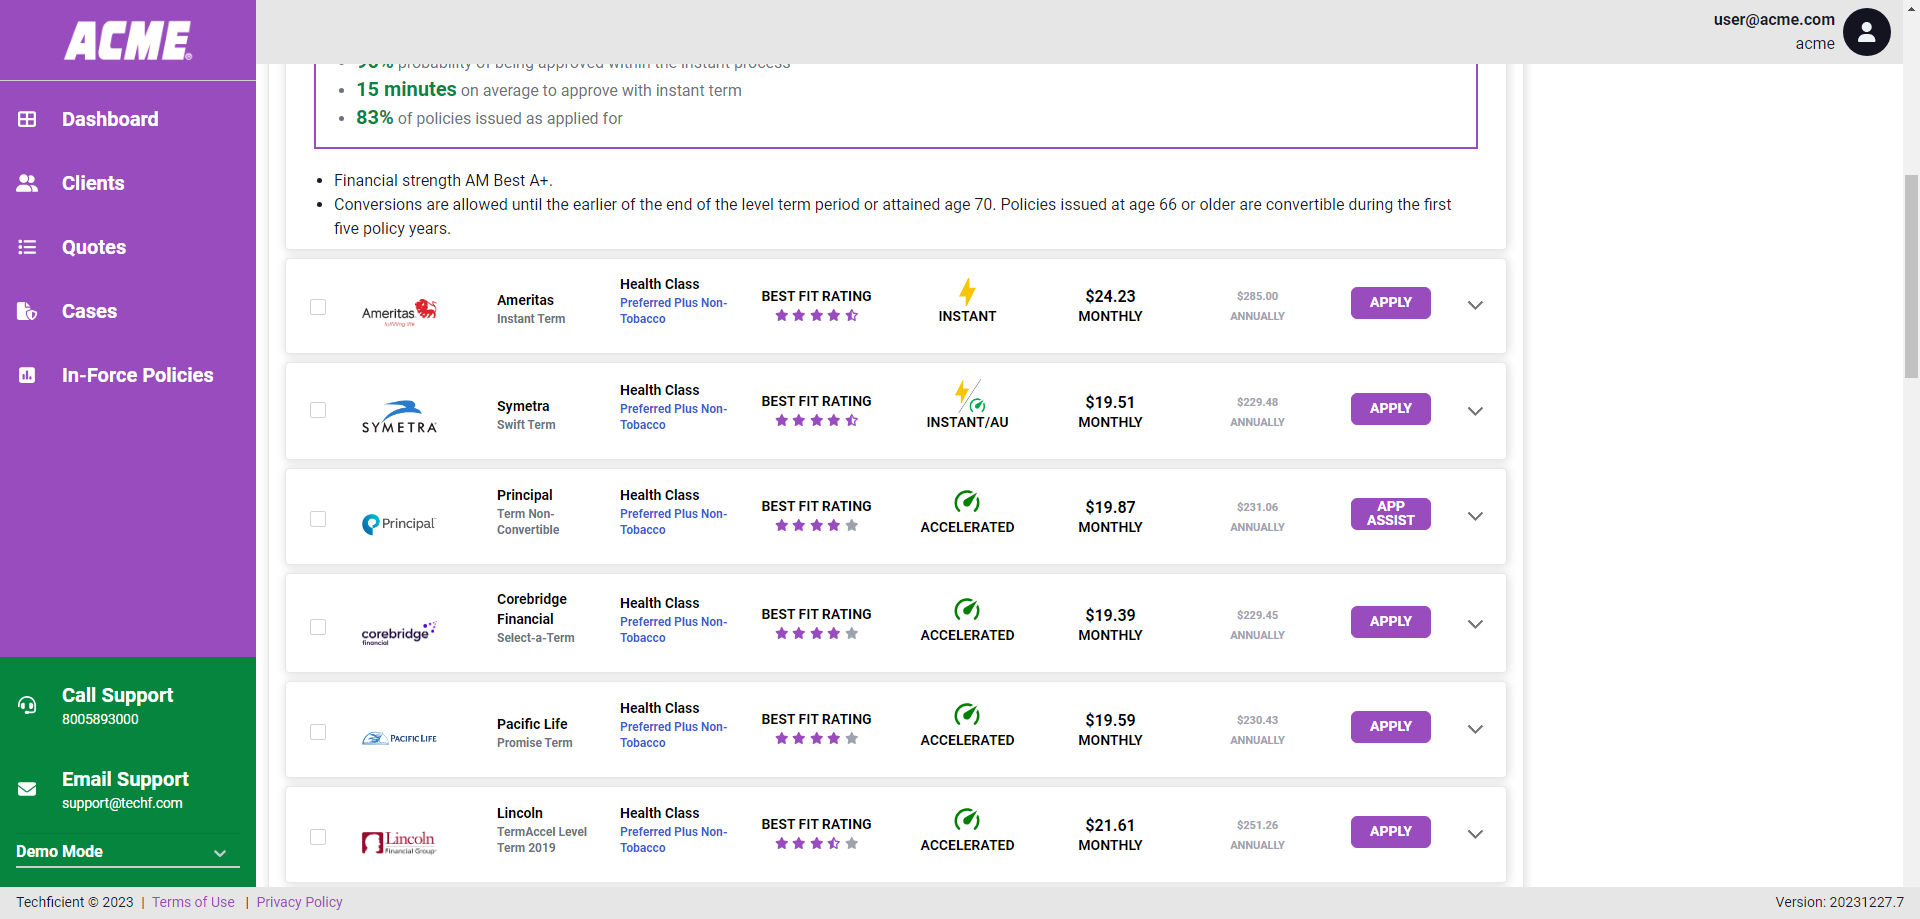 ACME®
Dashboard
Clients
Quotes
Cases
In-Force Policies
Call Support
8005893000
Email Support
support@techf.com
Demo Mode
user@acme.com
acme
probability of being approved within the instant process
15 minutes on average to approve with instant term
83% of policies issued as applied for
Financial strength AM Best A+.
Conversions are allowed until the earlier of the end of the level term period or attained age 70. Policies issued at age 66 or older are convertible during the first
five policy years.
Ameritas
fulfilling life
Ameritas
Instant Term
Health Class
Preferred Plus Non-
Tobacco
BEST FIT RATING
INSTANT
$24.23
MONTHLY
$285.00
ANNUALLY
APPLY
SYMETRA
Symetra
Swift Term
Health Class
Preferred Plus Non-
Tobacco
BEST FIT RATING
INSTANT/AU
$19.51
MONTHLY
$229.48
ANNUALLY
APPLY
Principal
Principal
Term Non-
Convertible
Health Class
Preferred Plus Non-
Tobacco
BEST FIT RATING
ACCELERATED
$19.87
MONTHLY
$231.06
ANNUALLY
APP
ASSIST
corebridge
financial
Corebridge
Financial
Select-a-Term
Health Class
Preferred Plus Non-
Tobacco
BEST FIT RATING
ACCELERATED
$19.39
MONTHLY
$229.45
ANNUALLY
APPLY
PACIFIC LIFE
Pacific Life
Promise Term
Health Class
Preferred Plus Non-
Tobacco
BEST FIT RATING
ACCELERATED
$19.59
MONTHLY
$230.43
ANNUALLY
APPLY
Lincoln
Financial Group®
Lincoln
TermAccel Level
Term 2019
Health Class
Preferred Plus Non-
Tobacco
BEST FIT RATING
ACCELERATED
$21.61
MONTHLY
$251.26
ANNUALLY
APPLY
Techficient © 2023 | Terms of Use | Privacy Policy
Version: 20231227.7